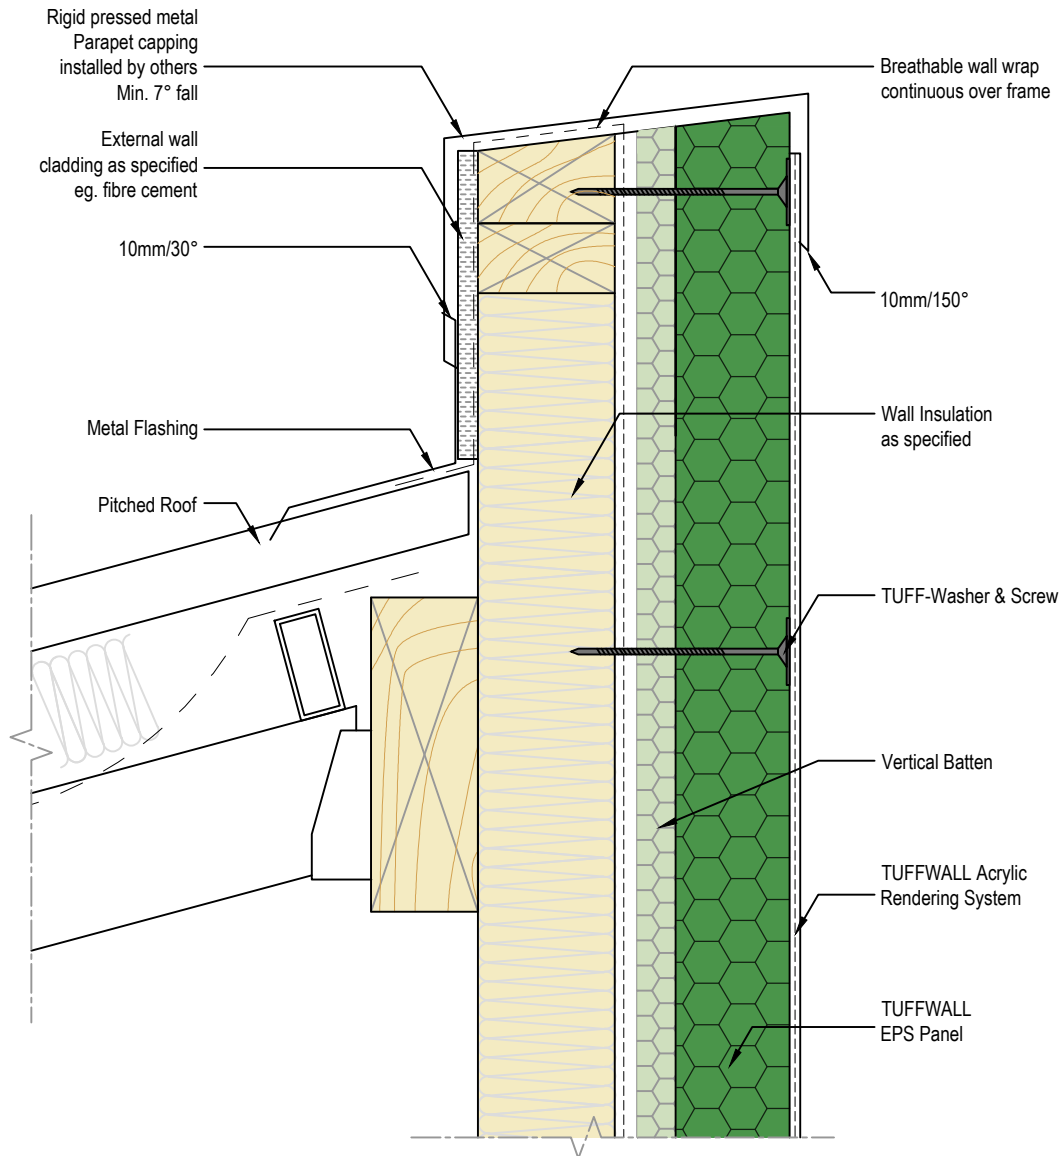 Rigid pressed metal
Parapet capping
installed by others
Min. 7° fall
External wall
cladding as specified
eg. fibre cement
10mm/30°
Metal Flashing
Pitched Roof
Breathable wall wrap
continuous over frame
10mm/150°
Wall Insulation
as specified
TUFF-Washer & Screw
Vertical Batten
TUFFWALL Acrylic
Rendering System
TUFFWALL
EPS Panel